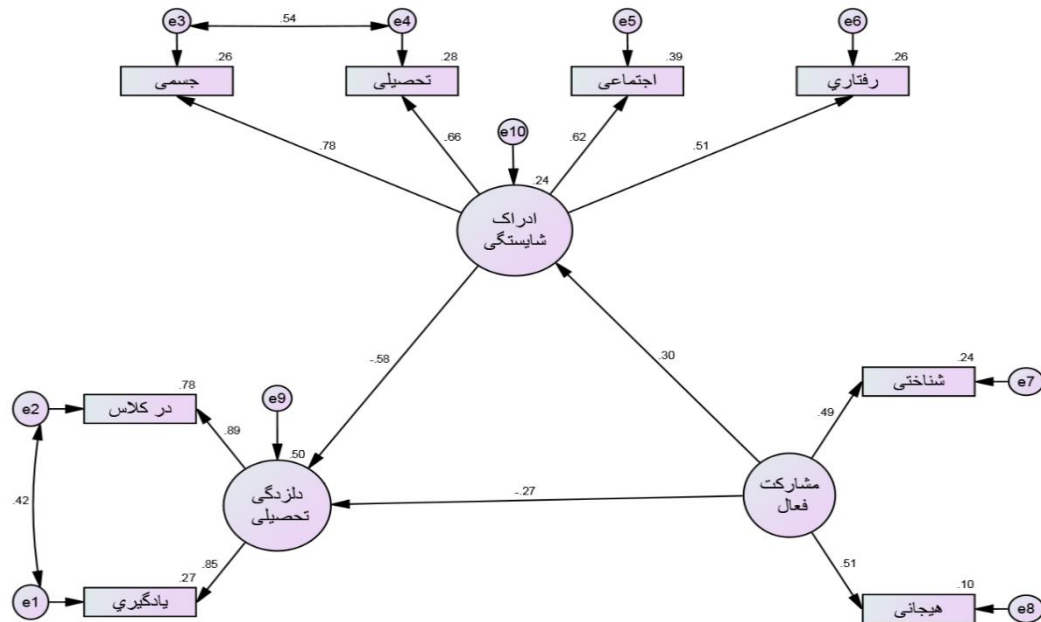 e3
.54
e4
e5
e6
.26
.28
.39
.26
جسمی
تحصیلی
اجتماعی
رفتاري
e10
.78
.66
.62
.51
.24
ادراک
شایستگی
-.58
.30
.24
شناختی
e7
.49
.78
e2
در کلاس
e9
.89
.50
دلزدگی
تحصیلی
-.27
مشارکت
فعال
.42
.85
.51
.27
.10
e1
یادگیري
هیجانی
e8